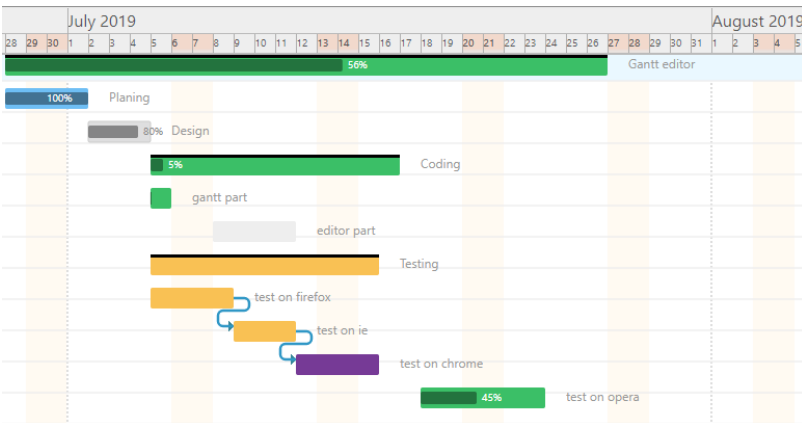 July 2019 August 2019
28 29 30 1 2 3 4 5 6 7 8 9 10 11 12 13 14 15 16 17 18 19 20 21 22 23 24 25 26 27 28 29 30 31 1 2 3 4 5
56% Gantt editor
100% Planing
80% Design
5% Coding
gantt part
editor part
Testing
test on firefox
test on ie
test on chrome
45% test on opera